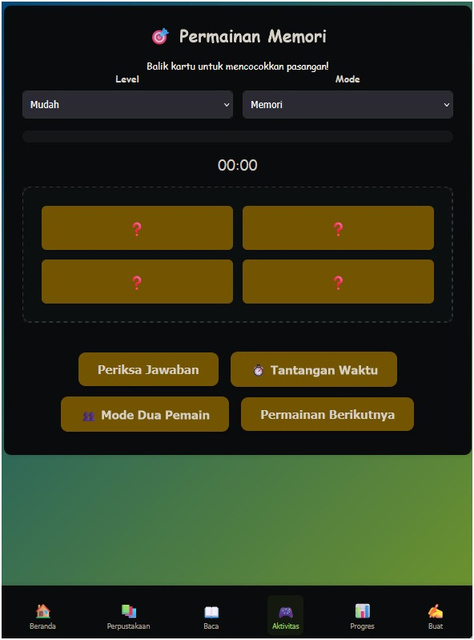 Permainan Memori
Balik kartu untuk mencocokkan pasangan!
Level Mode
Mudah Memori
00:00
❓ ❓
❓ ❓
Periksa Jawaban Tantangan Waktu
Mode Dua Pemain Permainan Berikutnya
Beranda Perpustakaan Baca Aktivitas Progres Buat